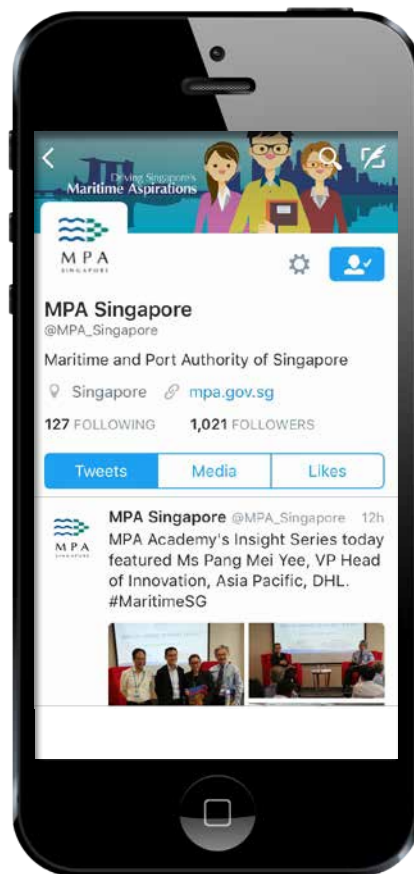 Driving Singapore's
Maritime Aspirations
MPA
SINGAPORE
MPA Singapore
@MPA_Singapore
Maritime and Port Authority of Singapore
Singapore mpa.gov.sg
127 FOLLOWING 1,021 FOLLOWERS
Tweets Media Likes
MPA Singapore @MPA_Singapore 12h
MPA Academy's Insight Series today
featured Ms Pang Mei Yee, VP Head
of Innovation, Asia Pacific, DHL.
#MaritimeSG
MPA
SINGAPORE